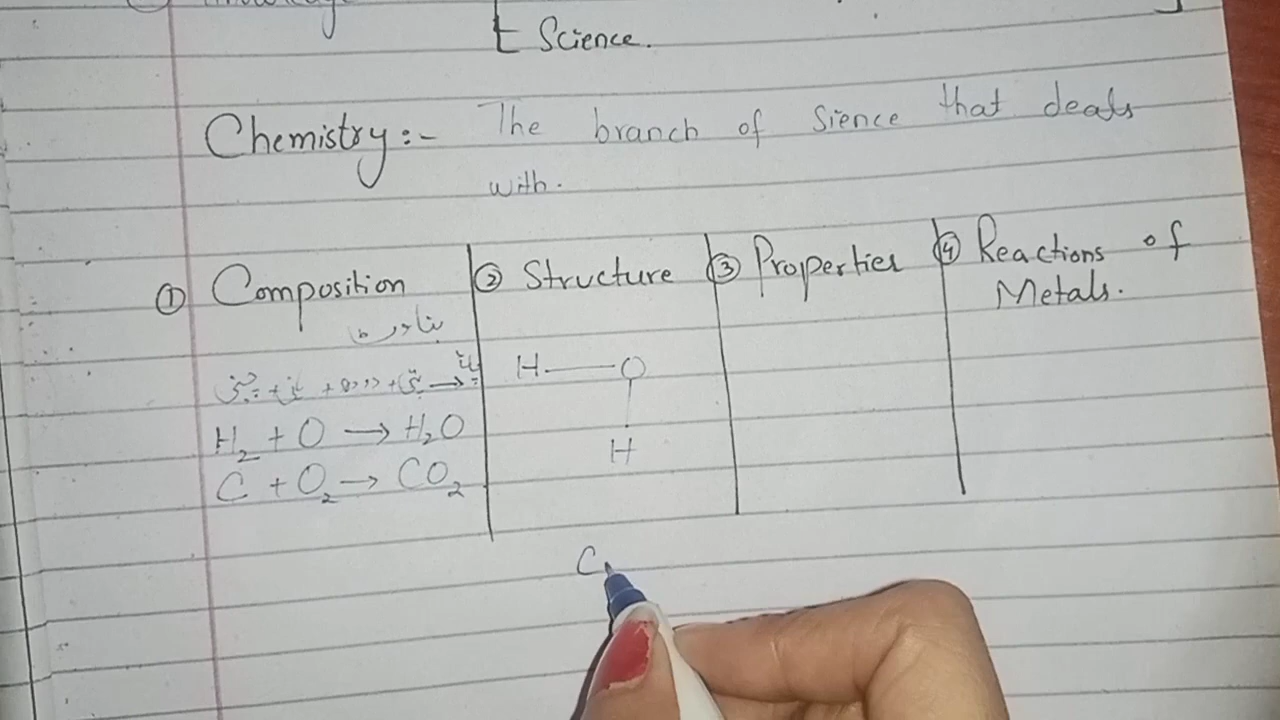 Science.
Chemistry:- The branch of Sience that deals
with.
① Composition ② Structure ③ Properties ④ Reactions of
Metals.
H — O
H₂ + O → H₂O
H
C + O₂ → CO₂
C